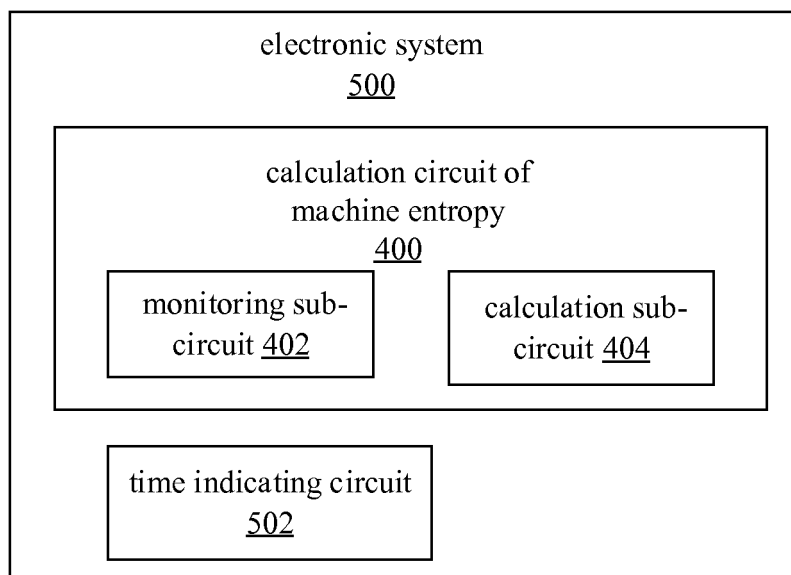 electronic system
500
calculation circuit of
machine entropy
400
monitoring sub-
circuit 402
calculation sub-
circuit 404
time indicating circuit
502